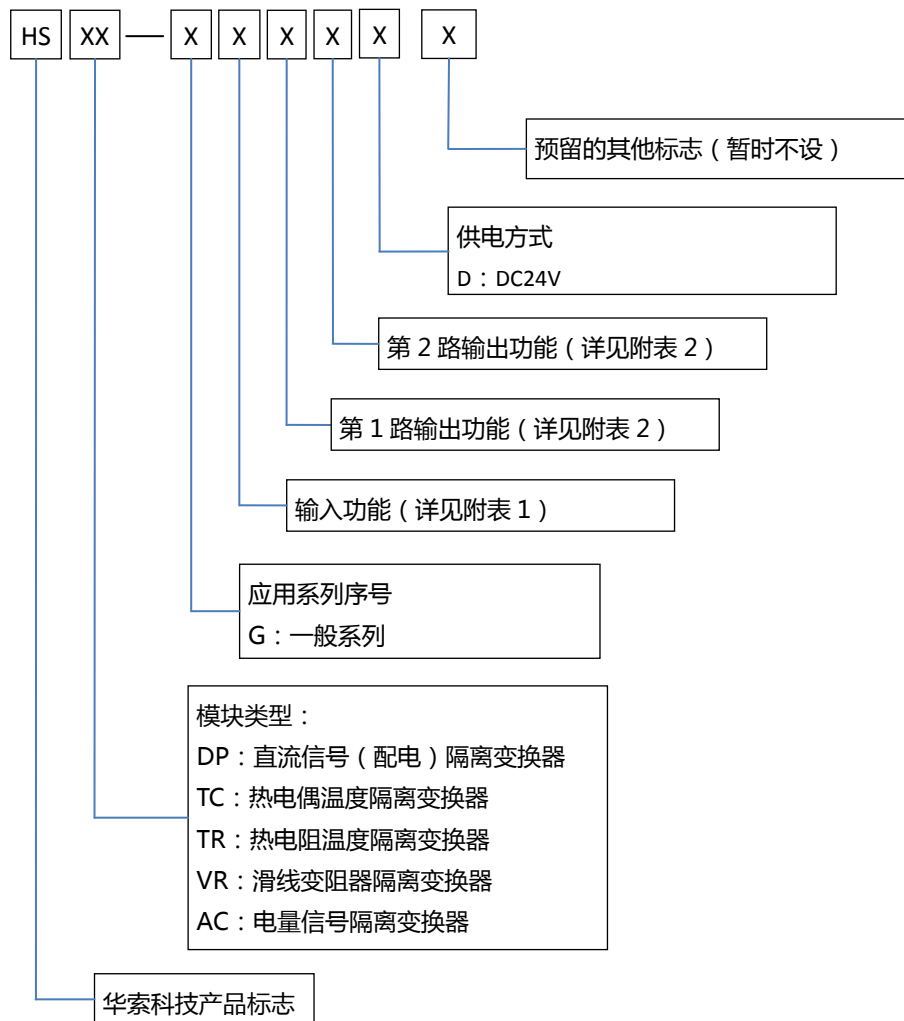 HS XX — X X X X X X
预留的其他标志（暂时不设）
供电方式
D：DC24V
第 2 路输出功能（详见附表 2）
第 1 路输出功能（详见附表 2）
输入功能（详见附表 1）
应用系列序号
G：一般系列
模块类型：
DP：直流信号（配电）隔离变换器
TC：热电偶温度隔离变换器
TR：热电阻温度隔离变换器
VR：滑线变阻器隔离变换器
AC：电量信号隔离变换器
华索科技产品标志